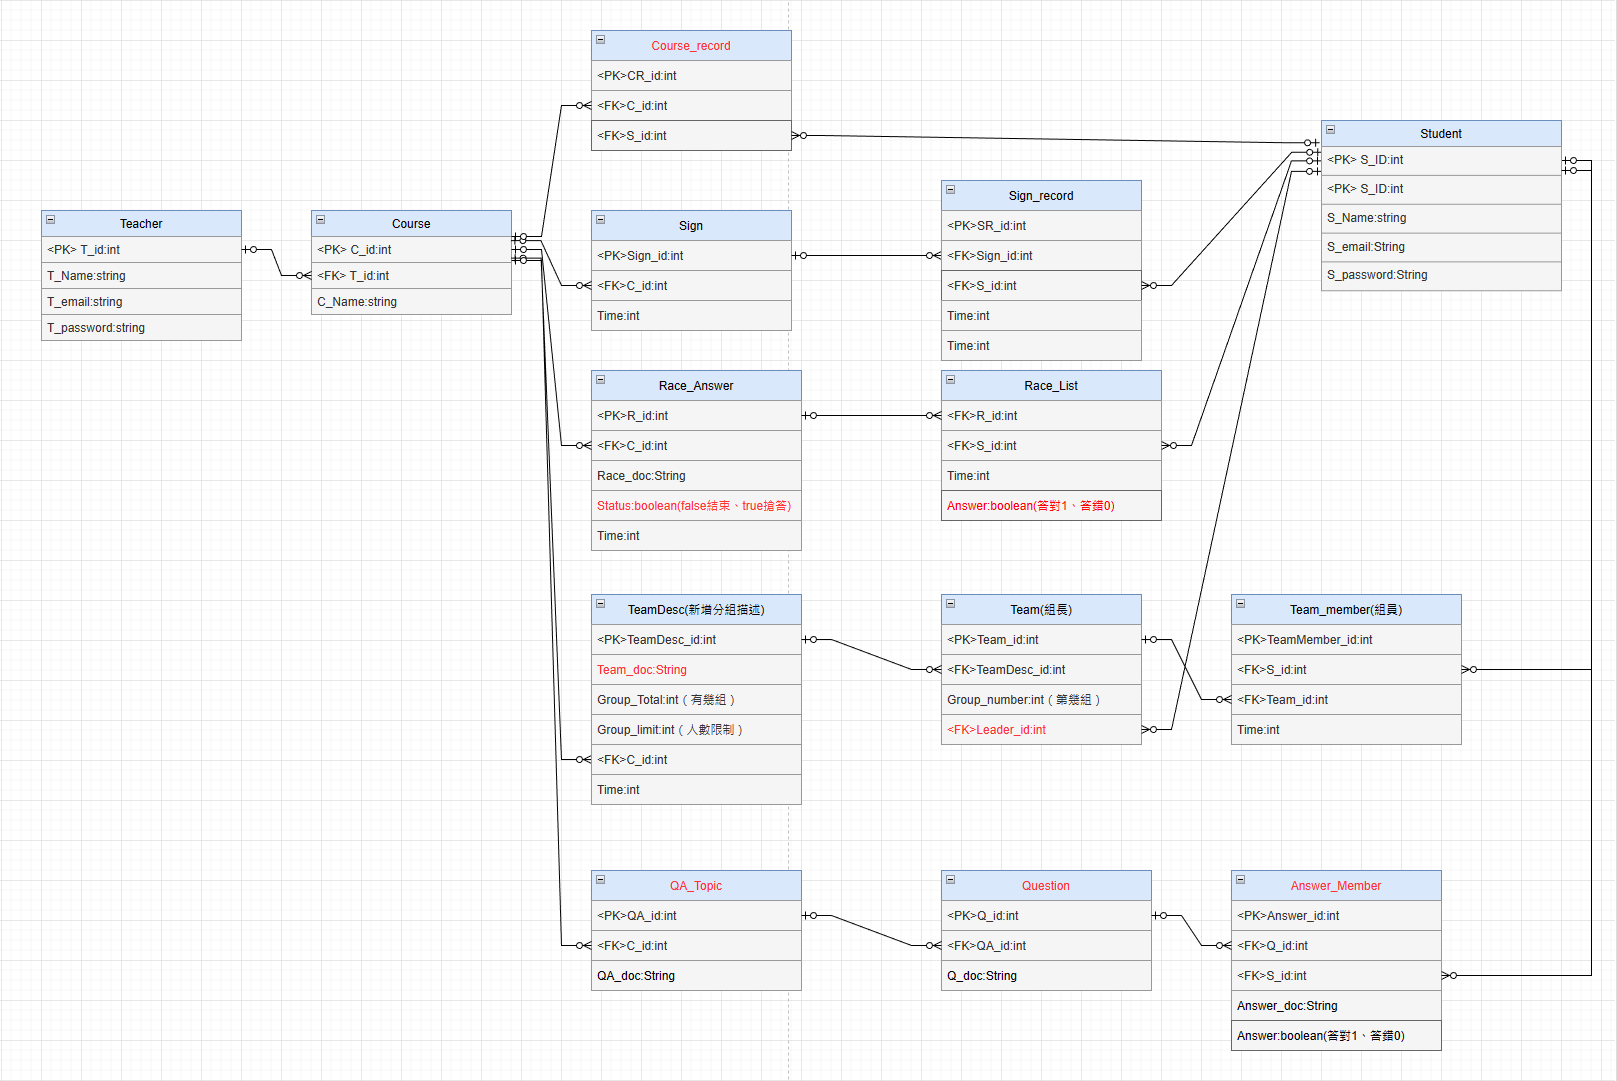 Course_record
<PK>CR_id:int
<FK>C_id:int
<FK>S_id:int
Student
<PK> S_ID:int
<PK> S_ID:int
S_Name:string
S_email:String
S_password:String
Teacher
<PK> T_id:int
T_Name:string
T_email:string
T_password:string
Course
<PK> C_id:int
<FK> T_id:int
C_Name:string
Sign
<PK>Sign_id:int
<FK>C_id:int
Time:int
Sign_record
<PK>SR_id:int
<FK>Sign_id:int
<FK>S_id:int
Time:int
Time:int
Race_Answer
<PK>R_id:int
<FK>C_id:int
Race_doc:String
Status:boolean(false結束、true搶答)
Time:int
Race_List
<FK>R_id:int
<FK>S_id:int
Time:int
Answer:boolean(答對1、答錯0)
TeamDesc(新增分組描述)
<PK>TeamDesc_id:int
Team_doc:String
Group_Total:int（有幾組）
Group_limit:int（人數限制）
<FK>C_id:int
Time:int
Team(組長)
<PK>Team_id:int
<FK>TeamDesc_id:int
Group_number:int（第幾組）
<FK>Leader_id:int
Team_member(組員)
<PK>TeamMember_id:int
<FK>S_id:int
<FK>Team_id:int
Time:int
QA_Topic
<PK>QA_id:int
<FK>C_id:int
QA_doc:String
Question
<PK>Q_id:int
<FK>QA_id:int
Q_doc:String
Answer_Member
<PK>Answer_id:int
<FK>Q_id:int
<FK>S_id:int
Answer_doc:String
Answer:boolean(答對1、答錯0)